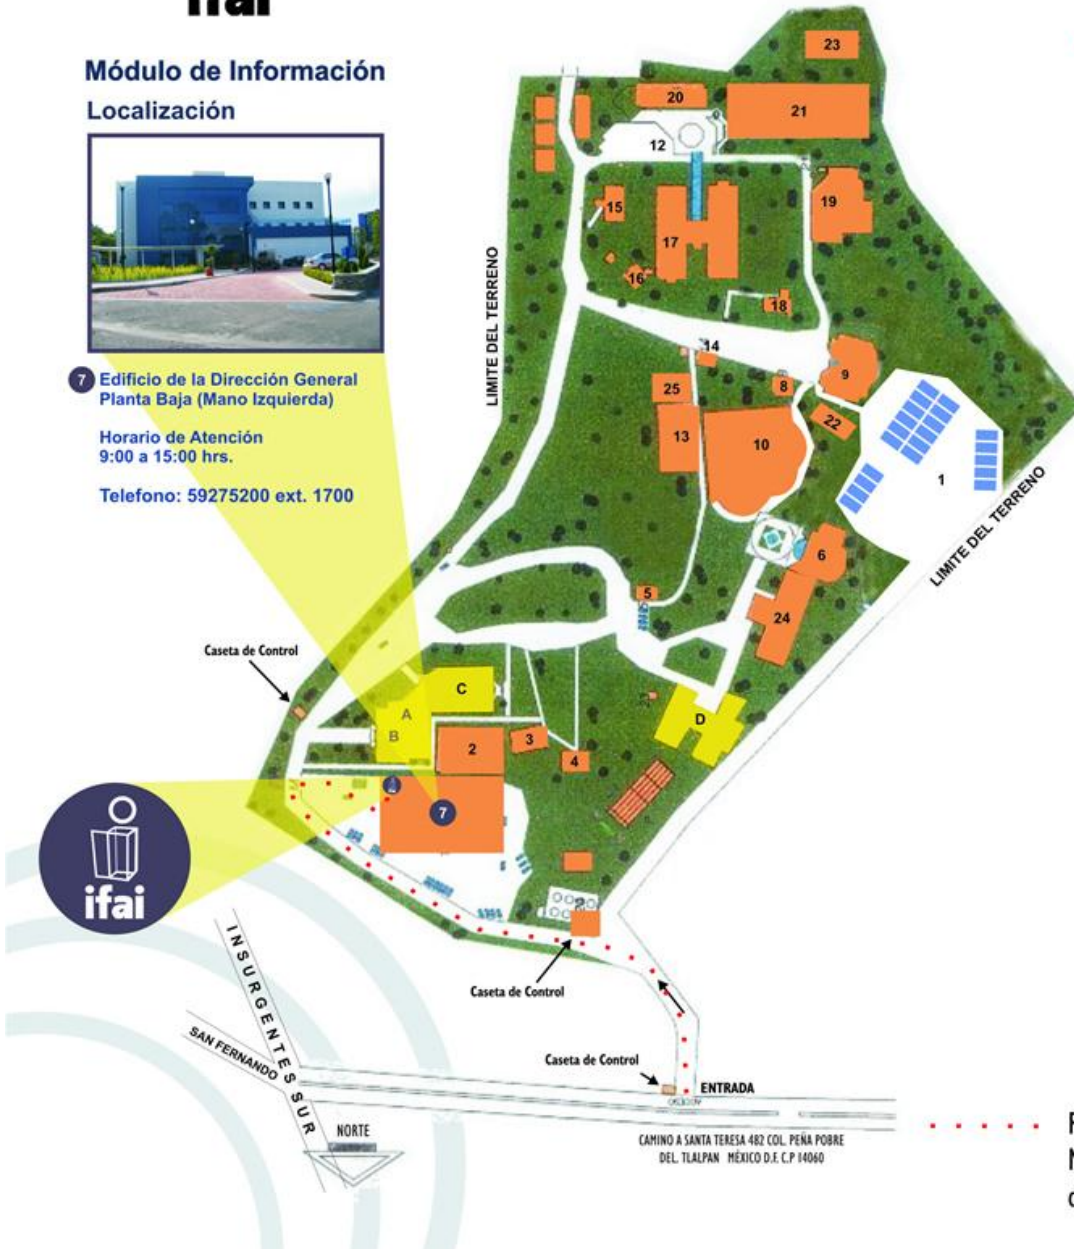 ifai
Módulo de Información
Localización
7 Edificio de la Dirección General
Planta Baja (Mano Izquierda)
Horario de Atención
9:00 a 15:00 hrs.
Telefono: 59275200 ext. 1700
23
20
21
12
15
19
17
16
18
LIMITE DEL TERRENO
14
25
8
9
22
13
10
1
LIMITE DEL TERRENO
6
5
24
Caseta de Control
C
A
B
D
2
3
4
7
ifai
Caseta de Control
INSURGENTES SUR
SAN FERNANDO
Caseta de Control
ENTRADA
NORTE
CAMINO A SANTA TERESA 482 COL. PEÑA POBRE
DEL. TLALPAN MÉXICO D.F. C.P 14060